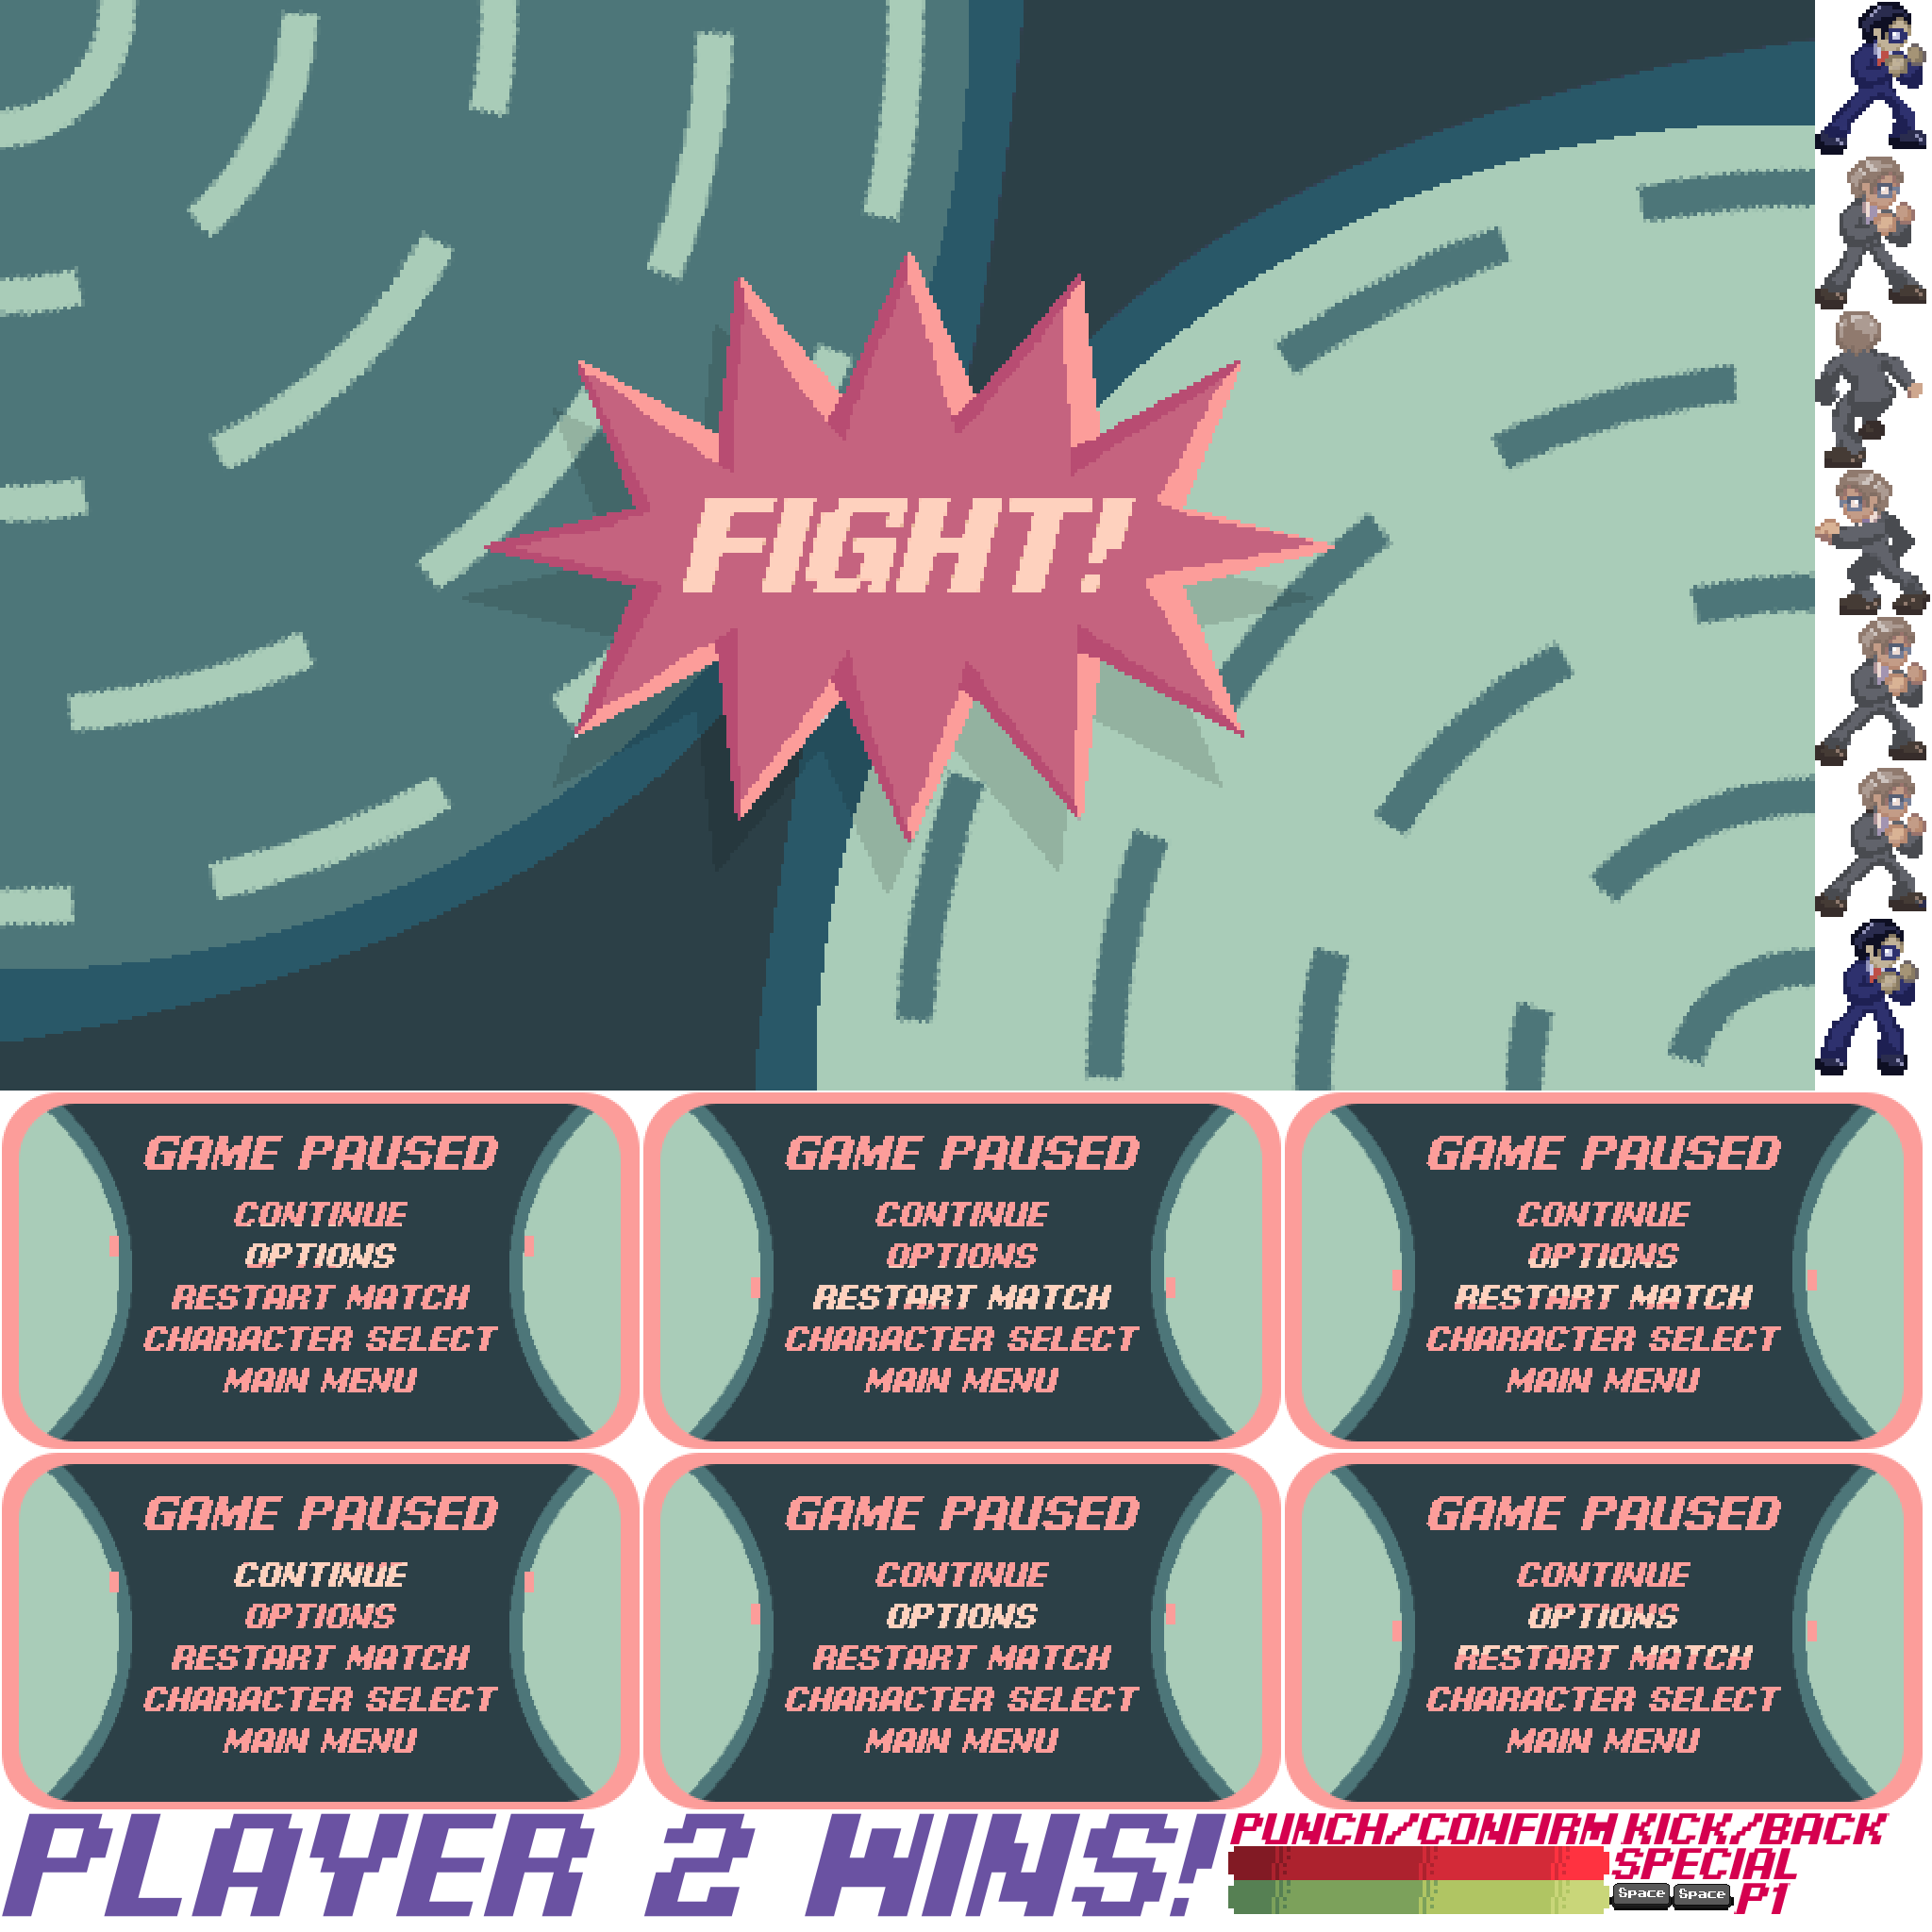 FIGHT!
GAME PAUSED
CONTINUE
OPTIONS
RESTART MATCH
CHARACTER SELECT
MAIN MENU
GAME PAUSED
CONTINUE
OPTIONS
RESTART MATCH
CHARACTER SELECT
MAIN MENU
GAME PAUSED
CONTINUE
OPTIONS
RESTART MATCH
CHARACTER SELECT
MAIN MENU
GAME PAUSED
CONTINUE
OPTIONS
RESTART MATCH
CHARACTER SELECT
MAIN MENU
GAME PAUSED
CONTINUE
OPTIONS
RESTART MATCH
CHARACTER SELECT
MAIN MENU
GAME PAUSED
CONTINUE
OPTIONS
RESTART MATCH
CHARACTER SELECT
MAIN MENU
PLAYER 2 WINS!
PUNCH/CONFIRM
KICK/BACK
SPECIAL
Space
Space
P1